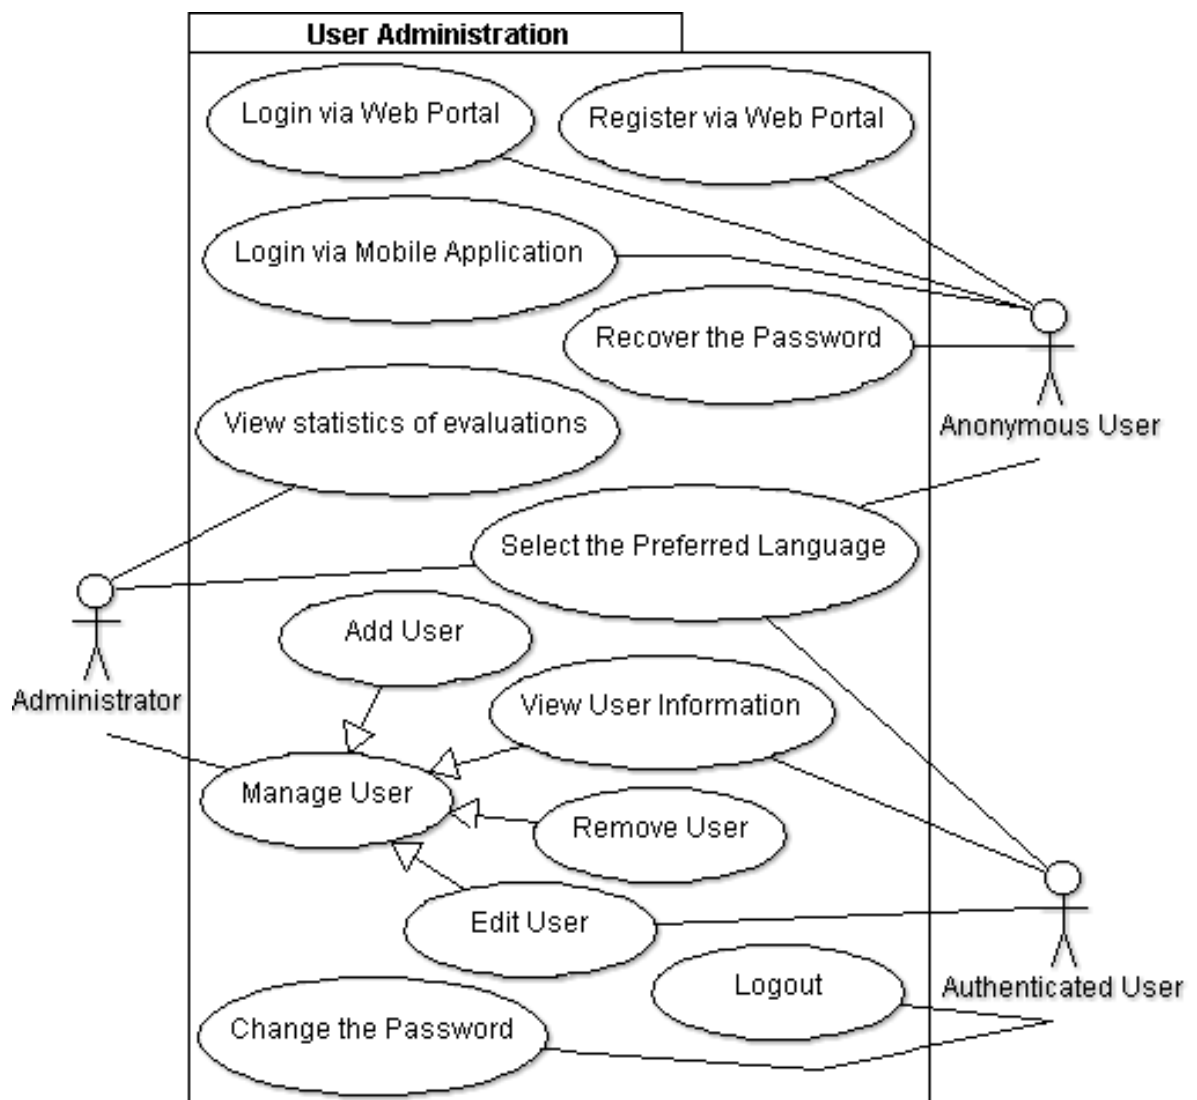 User Administration
Login via Web Portal
Register via Web Portal
Login via Mobile Application
Recover the Password
View statistics of evaluations
Anonymous User
Select the Preferred Language
Add User
Administrator
View User Information
Manage User
Remove User
Edit User
Logout
Authenticated User
Change the Password